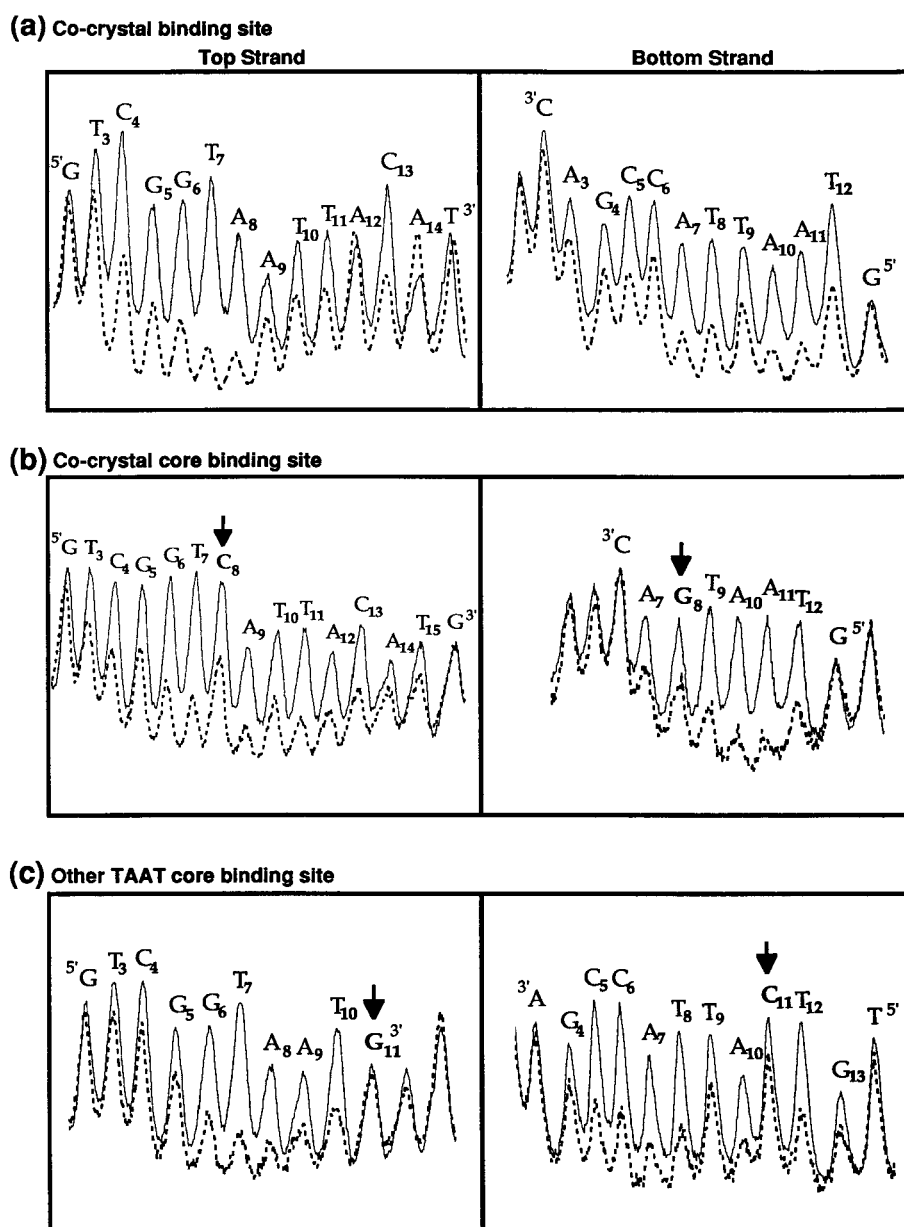 (a) Co-crystal binding site
Top Strand
Bottom Strand
5'G T3 C4 G5 G6 T7 A8 A9 T10 T11 A12 C13 A14 T3'
3'C A3 G4 C5 C6 A7 T8 T9 A10 A11 T12 G5'
(b) Co-crystal core binding site
5'G T3 C4 G5 G6 T7 C8 A9 T10 T11 A12 C13 A14 T15 G3'
3'C A7 G8 T9 A10 A11 T12 G5'
(c) Other TAAT core binding site
5'G T3 C4 G5 G6 T7 A8 A9 T10 G11 3'
3'A G4 C5 C6 A7 T8 T9 A10 C11 T12 G13 T5'